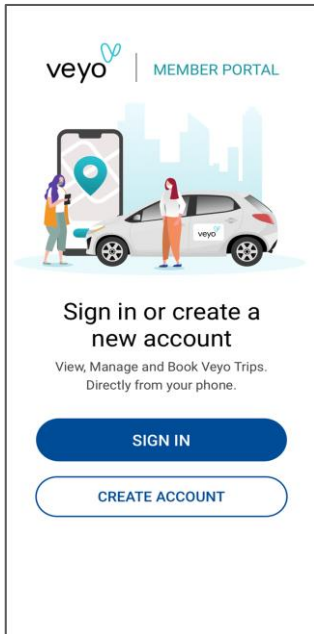 veyo MEMBER PORTAL
veyo
Sign in or create a
new account
View, Manage and Book Veyo Trips.
Directly from your phone.
SIGN IN
CREATE ACCOUNT